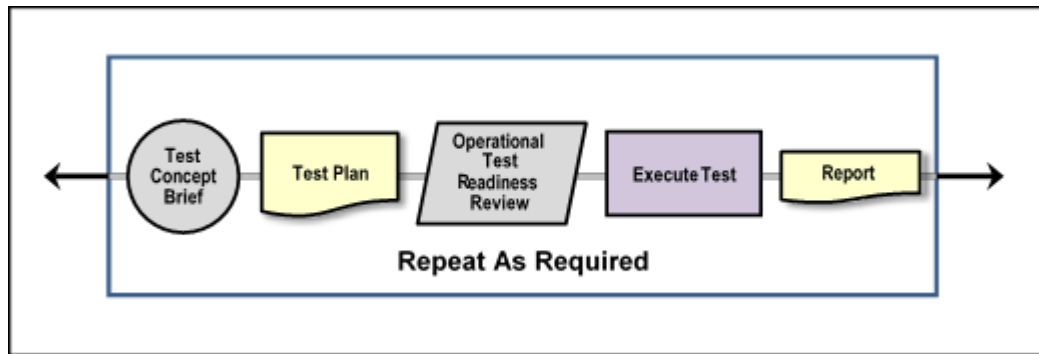 Test
Concept
Brief
Test Plan
Operational
Test
Readiness
Review
Execute Test
Report
Repeat As Required